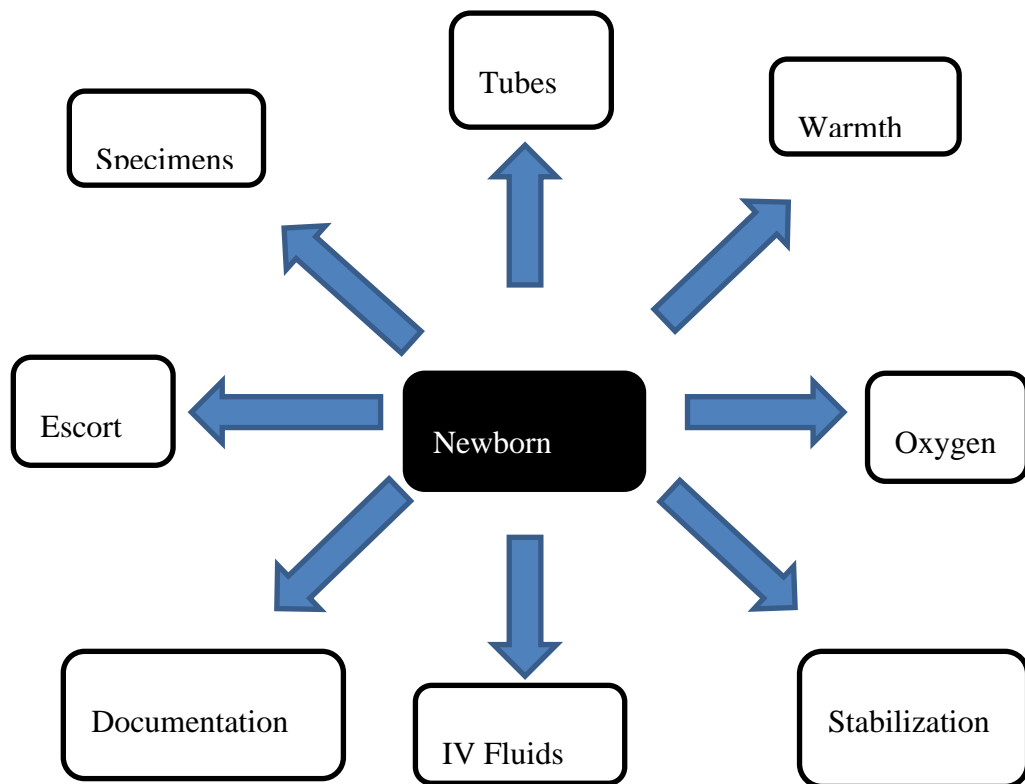 Tubes
Warmth
Specimens
Escort
Newborn
Oxygen
Documentation
IV Fluids
Stabilization